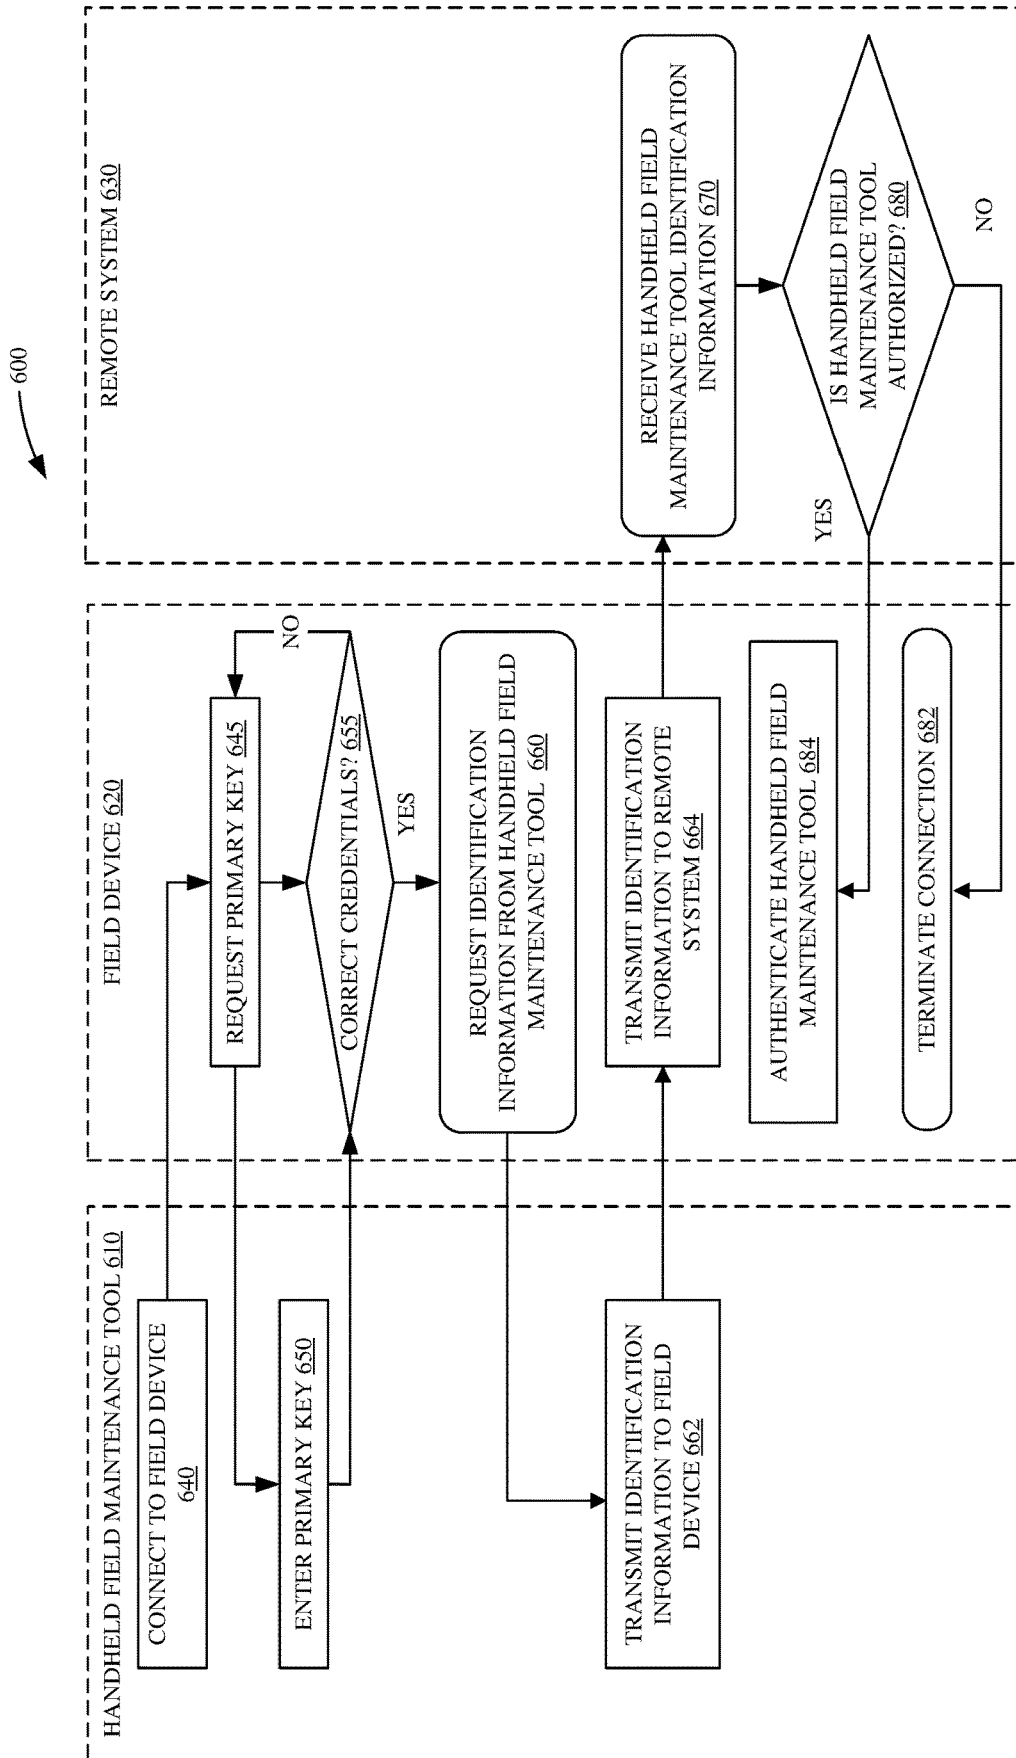 600
HANDHELD FIELD MAINTENANCE TOOL 610
CONNECT TO FIELD DEVICE
640
ENTER PRIMARY KEY 650
TRANSMIT IDENTIFICATION
INFORMATION TO FIELD
DEVICE 662
FIELD DEVICE 620
REQUEST PRIMARY KEY 645
NO
CORRECT CREDENTIALS? 655
YES
REQUEST IDENTIFICATION
INFORMATION FROM HANDHELD FIELD
MAINTENANCE TOOL 660
TRANSMIT IDENTIFICATION
INFORMATION TO REMOTE
SYSTEM 664
AUTHENTICATE HANDHELD FIELD
MAINTENANCE TOOL 684
TERMINATE CONNECTION 682
REMOTE SYSTEM 630
RECEIVE HANDHELD FIELD
MAINTENANCE TOOL IDENTIFICATION
INFORMATION 670
YES
IS HANDHELD FIELD
MAINTENANCE TOOL
AUTHORIZED? 680
NO